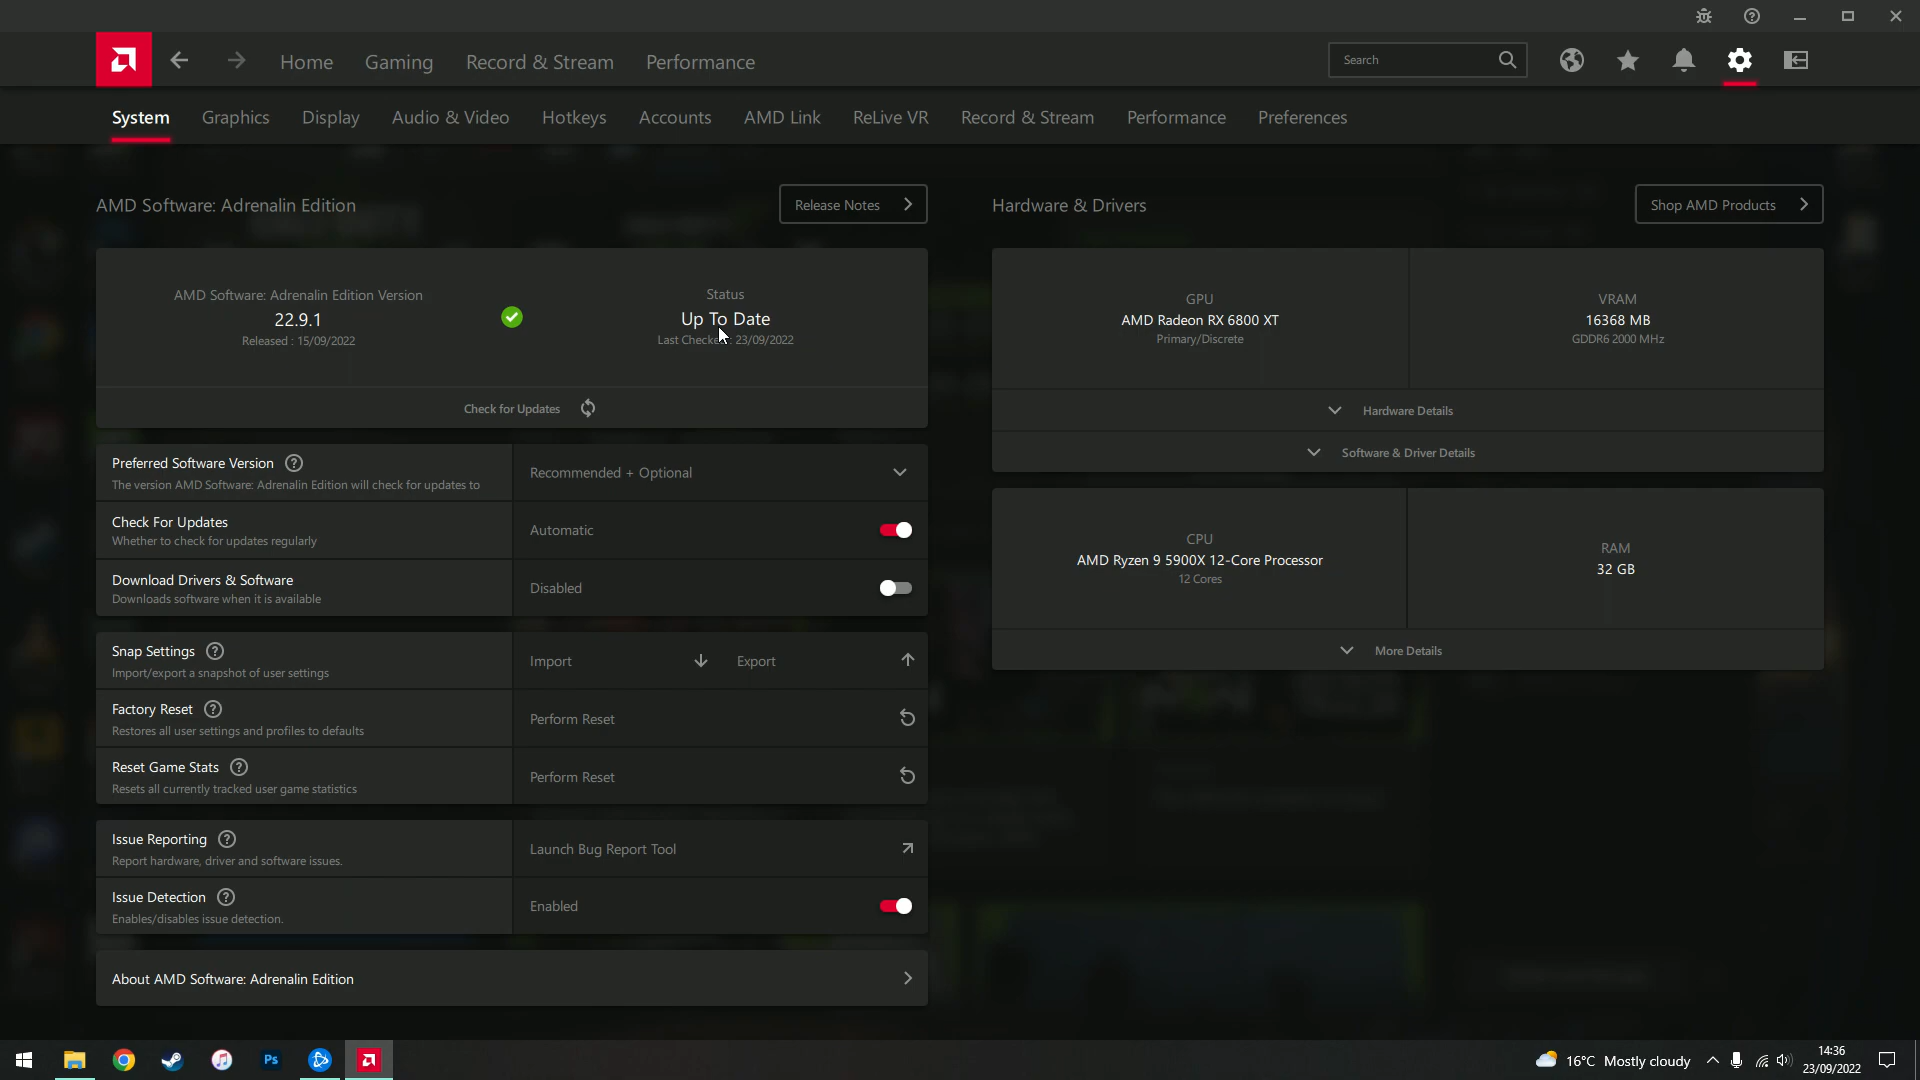 Home
Gaming
Record & Stream
Performance
Search
System
Graphics
Display
Audio & Video
Hotkeys
Accounts
AMD Link
ReLive VR
Record & Stream
Performance
Preferences
AMD Software: Adrenalin Edition
Release Notes
AMD Software: Adrenalin Edition Version
22.9.1
Released : 15/09/2022
Status
Up To Date
Last Checked : 23/09/2022
Check for Updates
Preferred Software Version
The version AMD Software: Adrenalin Edition will check for updates to
Recommended + Optional
Check For Updates
Whether to check for updates regularly
Automatic
Download Drivers & Software
Downloads software when it is available
Disabled
Snap Settings
Import/export a snapshot of user settings
Import
Export
Factory Reset
Restores all user settings and profiles to defaults
Perform Reset
Reset Game Stats
Resets all currently tracked user game statistics
Perform Reset
Issue Reporting
Report hardware, driver and software issues.
Launch Bug Report Tool
Issue Detection
Enables/disables issue detection.
Enabled
About AMD Software: Adrenalin Edition
Hardware & Drivers
Shop AMD Products
GPU
AMD Radeon RX 6800 XT
Primary/Discrete
VRAM
16368 MB
GDDR6 2000 MHz
Hardware Details
Software & Driver Details
CPU
AMD Ryzen 9 5900X 12-Core Processor
12 Cores
RAM
32 GB
More Details
Ps
16°C Mostly cloudy
14:36
23/09/2022